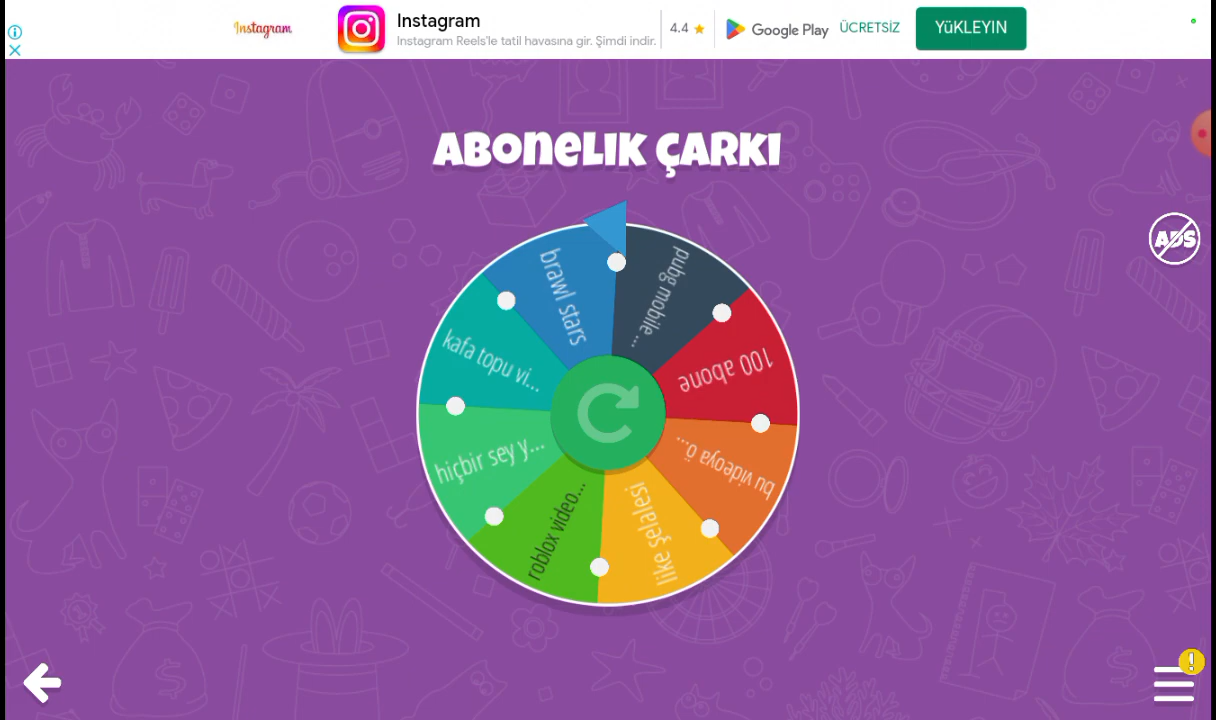 Instagram
Instagram
Instagram Reels'le tatil havasına gir. Şimdi indir.
4.4
Google Play
ÜCRETSİZ
YüKLEYIN
ABONELIK ÇARKI
ADS
brawl stars
pubg mobile...
100 abone
bu videoya ö...
like şelalesi
roblox video...
hiçbir sey y...
kafa topu vi...